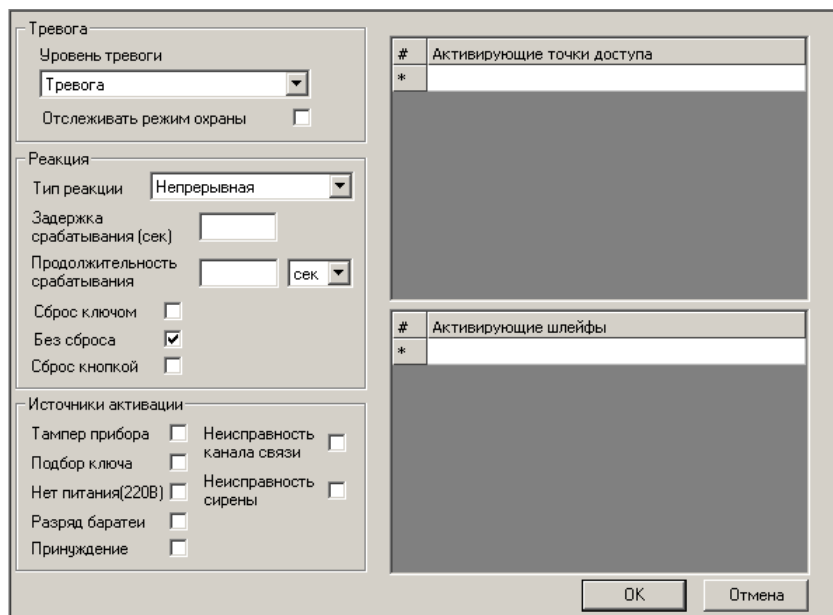 Тревога
Уровень тревоги
Тревога
Отслеживать режим охраны
Реакция
Тип реакции Непрерывная
Задержка
срабатывания (сек)
Продолжительность
срабатывания сек
Сброс ключом
Без сброса
Сброс кнопкой
Источники активации
Тампер прибора
Подбор ключа
Нет питания(220В)
Разряд баратеи
Принуждение
Неисправность
канала связи
Неисправность
сирены
# Активирующие точки доступа
*
# Активирующие шлейфы
*
OK Отмена